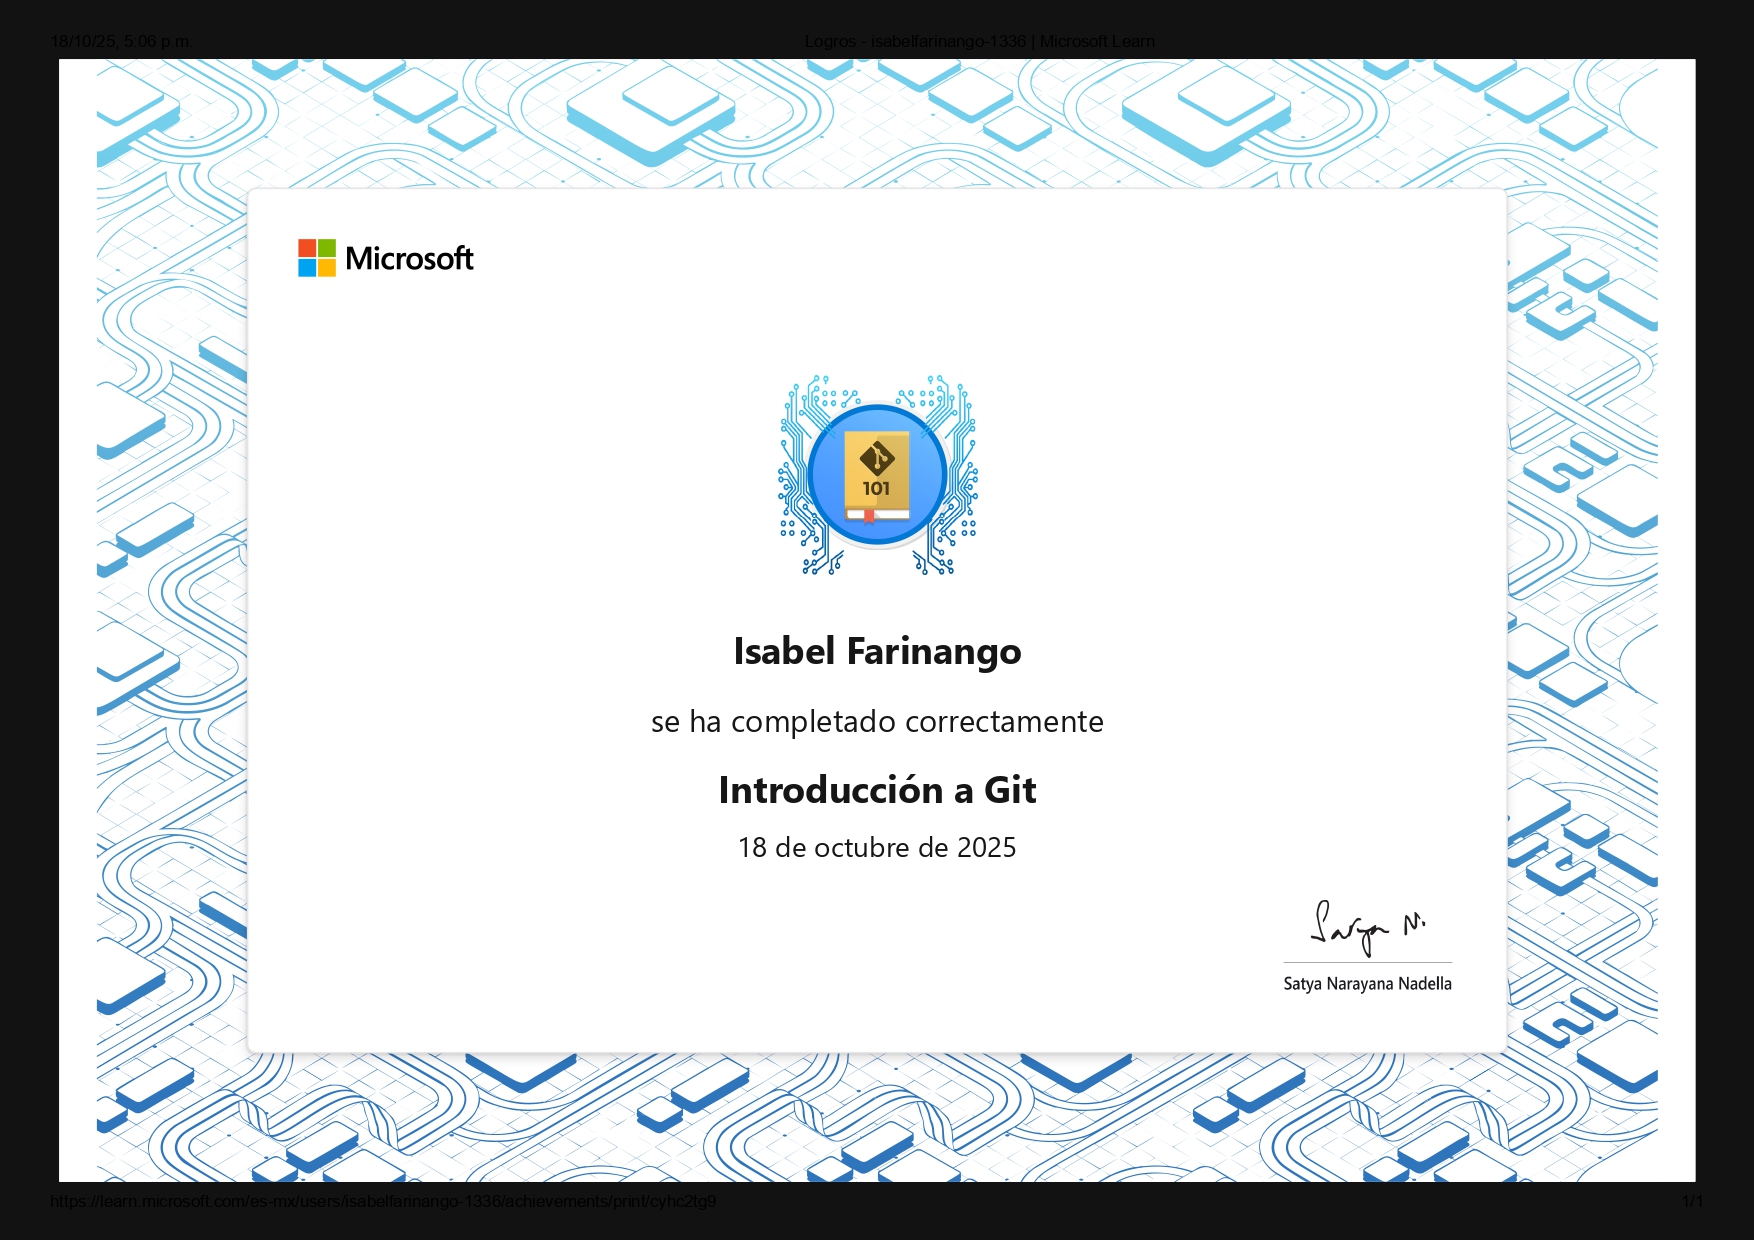 18/10/25, 5:06 p.m.
Logros - isabelfarinango-1336 | Microsoft Learn
Microsoft
101
Isabel Farinango
se ha completado correctamente
Introducción a Git
18 de octubre de 2025
Satya N.
Satya Narayana Nadella
https://learn.microsoft.com/es-mx/users/isabelfarinango-1336/achievements/print/cyhc2tg9
1/1